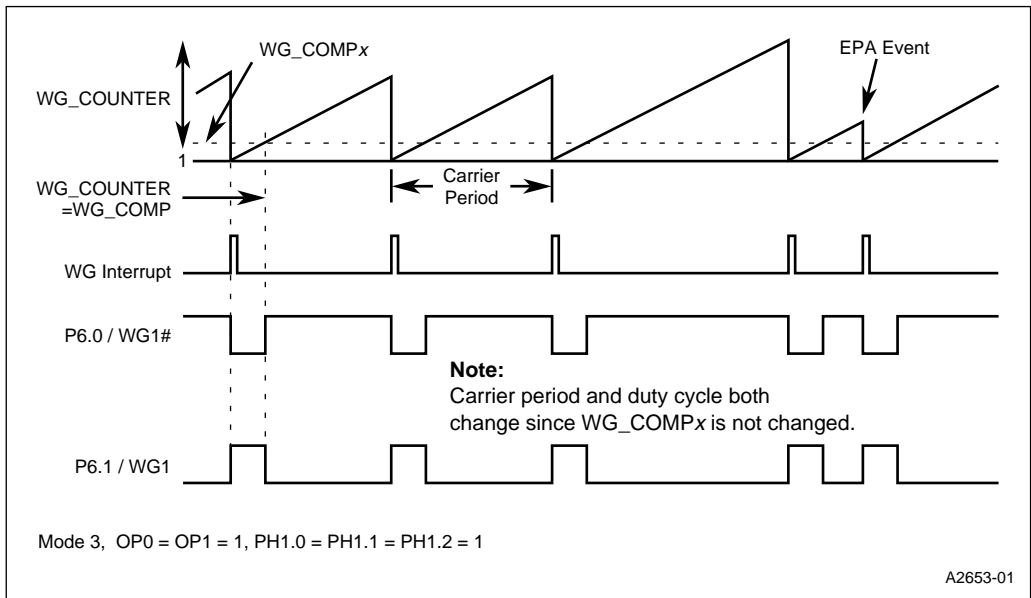 WG_COMPx
EPA Event
WG_COUNTER
1
Carrier
Period
WG_COUNTER
=WG_COMP
WG Interrupt
P6.0 / WG1#
Note:
Carrier period and duty cycle both
change since WG_COMPx is not changed.
P6.1 / WG1
Mode 3, OP0 = OP1 = 1, PH1.0 = PH1.1 = PH1.2 = 1
A2653-01